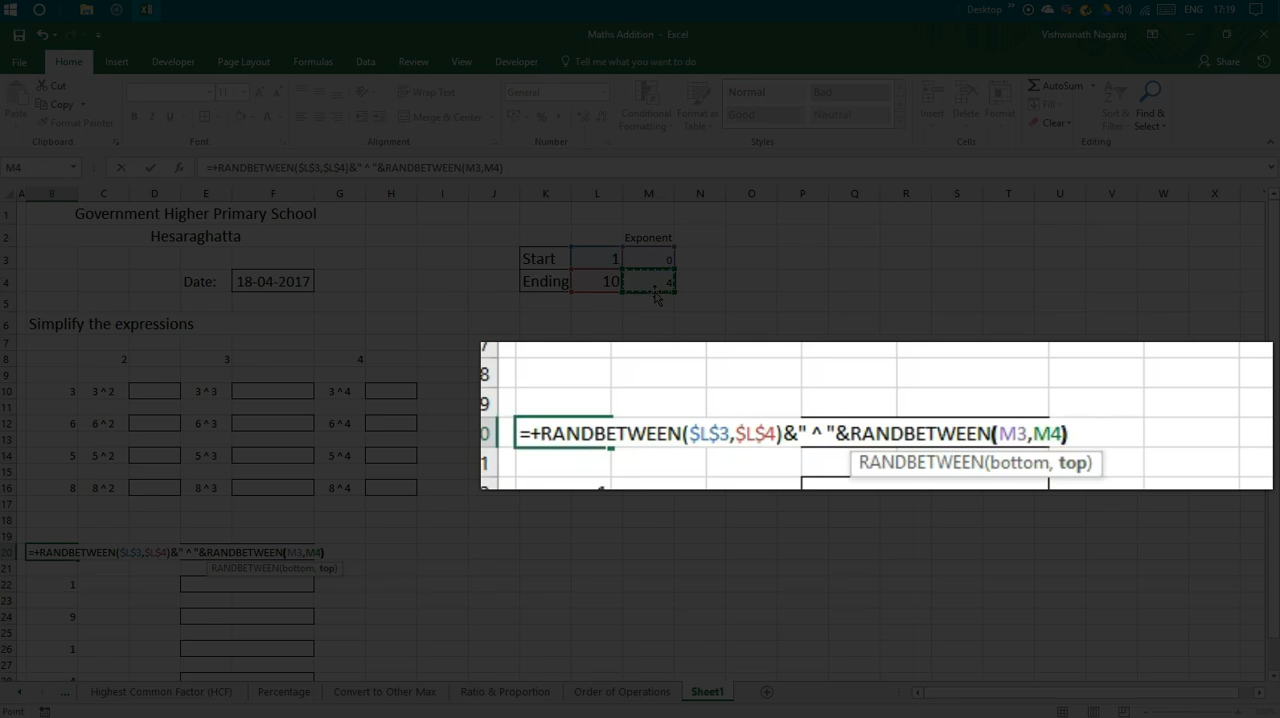 Desktop » ENG 17:19
Maths Addition - Excel Vishwanath Nagaraj
File Home Insert Developer Page Layout Formulas Data Review View Developer Tell me what you want to do Share
Cut
Copy
Format Painter
Paste
11
Wrap Text
Merge & Center
General
Conditional Formatting
Format as Table
Normal Bad
Good Neutral
Insert Delete Format
AutoSum
Fill
Clear
Sort & Filter
Find & Select
Clipboard Font Alignment Number Styles Cells Editing
M4 =+RANDBETWEEN($L$3,$L$4)&" ^ "&RANDBETWEEN(M3,M4)
A B C D E F G H I J K L M N O P Q R S T U V W X
1 Government Higher Primary School
2 Hesaraghatta Exponent
3 Start 1 0
4 Date: 18-04-2017 Ending 10 4
5
6 Simplify the expressions
7
8 2 3 4
9
10 3 3 ^ 2 3 ^ 3 3 ^ 4
11
12 6 6 ^ 2 6 ^ 3 6 ^ 4
13
14 5 5 ^ 2 5 ^ 3 5 ^ 4
15
16 8 8 ^ 2 8 ^ 3 8 ^ 4
17
18
19
20 =+RANDBETWEEN($L$3,$L$4)&" ^ "&RANDBETWEEN(M3,M4)
21 RANDBETWEEN(bottom, top)
22 1
23
24 9
25
26 1
27
8
9
0 =+RANDBETWEEN($L$3,$L$4)&" ^ "&RANDBETWEEN(M3,M4)
1 RANDBETWEEN(bottom, top)
... Highest Common Factor (HCF) Percentage Convert to Other Max Ratio & Proportion Order of Operations Sheet1
Point